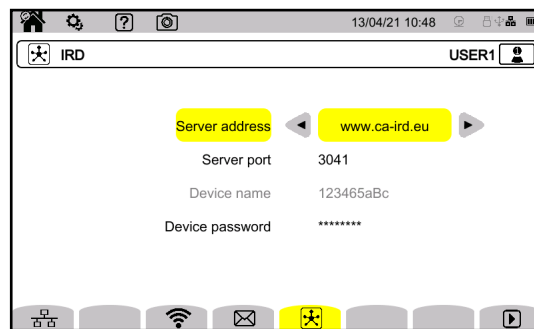 13/04/21 10:48
IRD USER1
Server address www.ca-ird.eu
Server port 3041
Device name 123465aBc
Device password ********